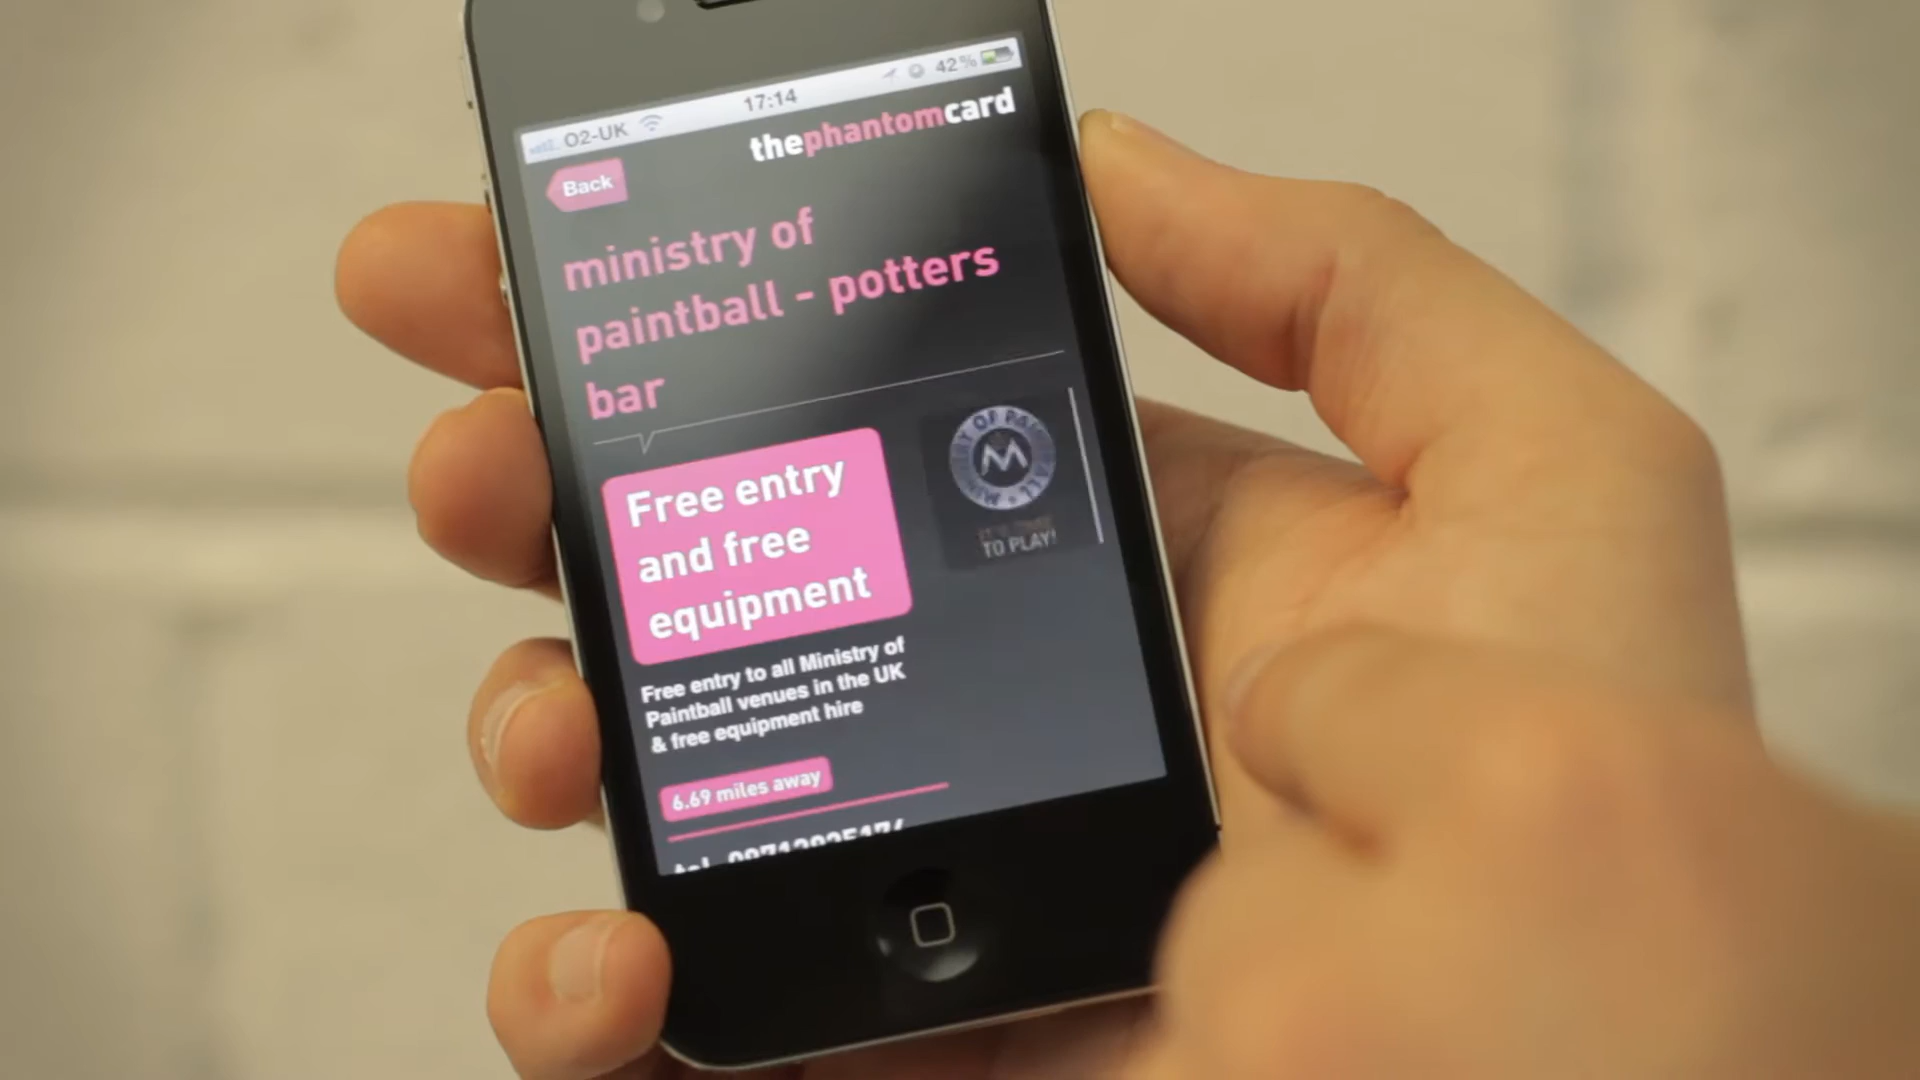 O2-UK 17:14 42%
thephantomcard
Back
ministry of
paintball - potters
bar
Free entry
and free
equipment
TO PLAY!
Free entry to all Ministry of
Paintball venues in the UK
& free equipment hire
6.69 miles away